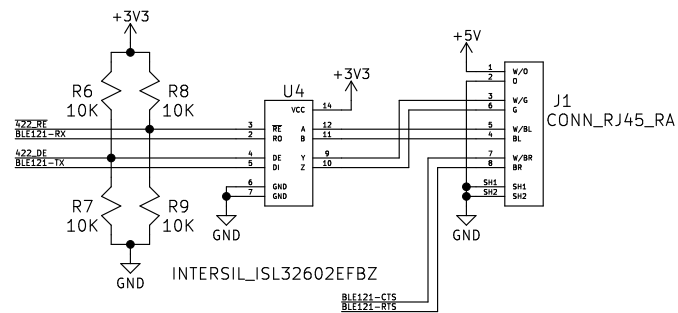 +3V3
+5V
R6
10K
R8
10K
U4
+3V3
VCC 14
1 W/O
2 O
3 W/G
6 G
J1
CONN_RJ45_RA
422_RE
BLE121-RX
3 RE
2 RO
A 12
B 11
5 W/BL
4 BL
422_DE
BLE121-TX
4 DE
5 DI
Y 9
Z 10
7 W/BR
8 BR
6 GND
7 GND
SH1 SH1
SH2 SH2
R7
10K
R9
10K
GND
GND
GND
INTERSIL_ISL32602EFBZ
BLE121-CTS
BLE121-RTS